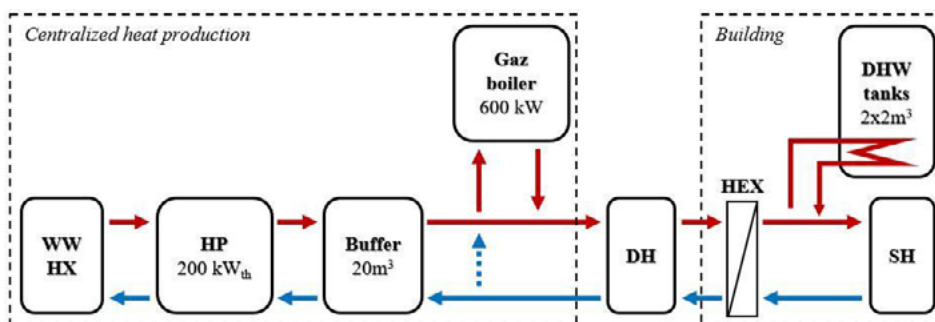 Centralized heat production
Building
Gaz
boiler
600 kW
DHW
tanks
2x2m³
HEX
WW
HX
HP
200 kWₜₕ
Buffer
20m³
DH
SH